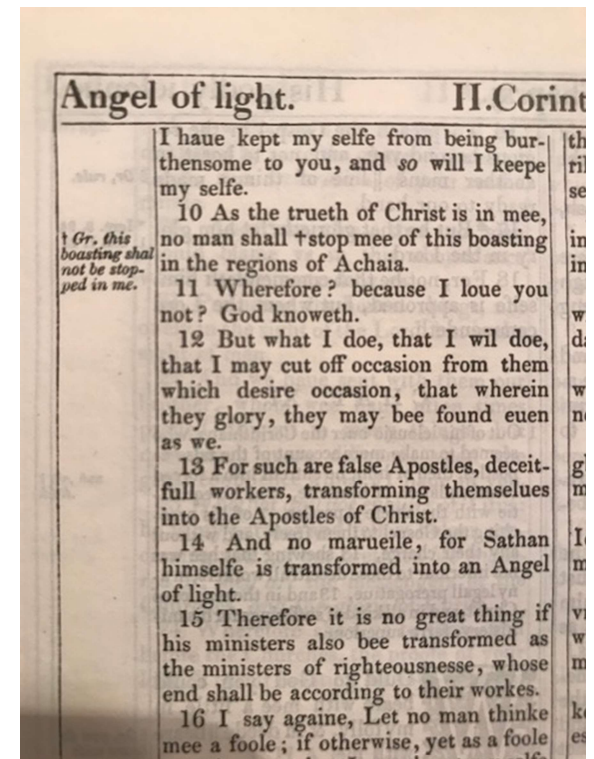 Angel of light. II.Corint
I haue kept my selfe from being bur-
thensome to you, and so will I keepe
my selfe.
10 As the trueth of Christ is in mee,
no man shall †stop mee of this boasting
in the regions of Achaia.
11 Wherefore? because I loue you
not? God knoweth.
12 But what I doe, that I wil doe,
that I may cut off occasion from them
which desire occasion, that wherein
they glory, they may bee found euen
as we.
13 For such are false Apostles, deceit-
full workers, transforming themselues
into the Apostles of Christ.
14 And no marueile, for Sathan
himselfe is transformed into an Angel
of light.
15 Therefore it is no great thing if
his ministers also bee transformed as
the ministers of righteousnesse, whose
end shall be according to their workes.
16 I say againe, Let no man thinke
mee a foole; if otherwise, yet as a foole
† Gr. this
boasting shal
not be stop-
ped in me.